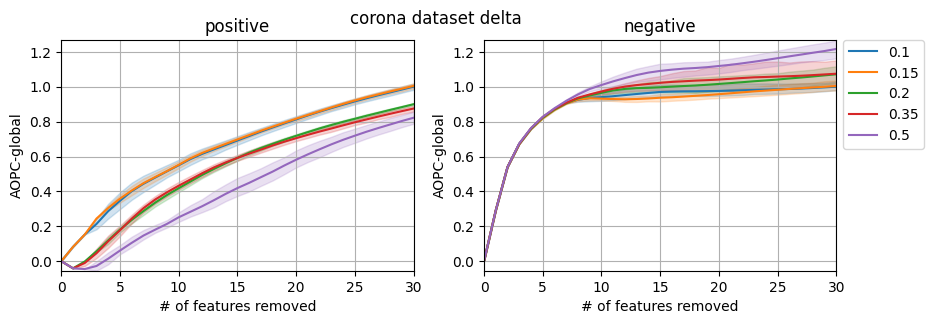 corona dataset delta
positive
AOPC-global
1.2
1.0
0.8
0.6
0.4
0.2
0.0
0 5 10 15 20 25 30
# of features removed
negative
AOPC-global
1.2
1.0
0.8
0.6
0.4
0.2
0.0
0 5 10 15 20 25 30
# of features removed
0.1
0.15
0.2
0.35
0.5